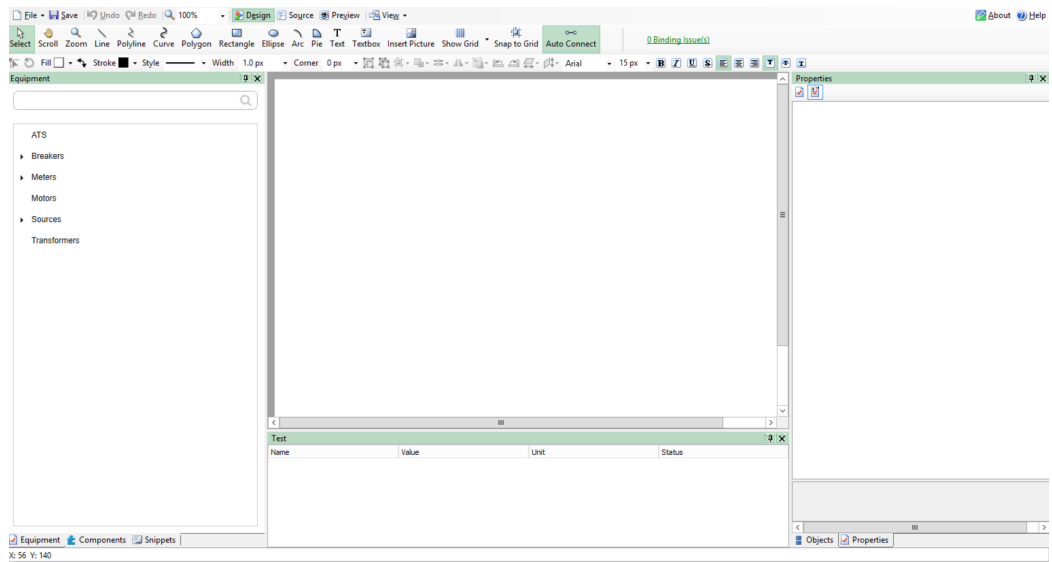 File Save Undo Redo 100% Design Source Preview View About Help
Select Scroll Zoom Line Polyline Curve Polygon Rectangle Ellipse Arc Pie Text Textbox Insert Picture Show Grid Snap to Grid Auto Connect 0 Binding Issue(s)
Fill Stroke Style Width 1.0 px Corner 0 px Arial 15 px B I U S T T T
Equipment
ATS
Breakers
Meters
Motors
Sources
Transformers
Equipment Components Snippets
X: 56 Y: 140
Test
Name Value Unit Status
Properties
Objects Properties